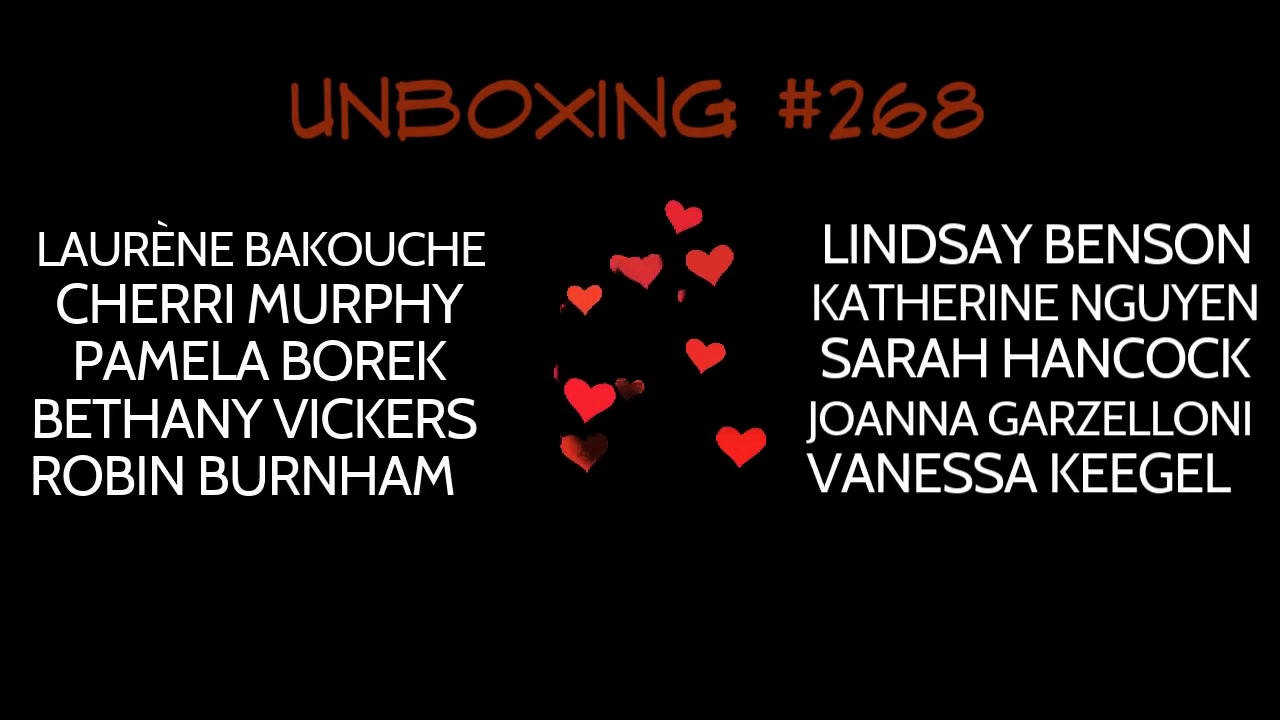 UNBOXING #268
LAURÈNE BAKOUCHE
CHERRI MURPHY
PAMELA BOREK
BETHANY VICKERS
ROBIN BURNHAM
LINDSAY BENSON
KATHERINE NGUYEN
SARAH HANCOCK
JOANNA GARZELLONI
VANESSA KEEGEL